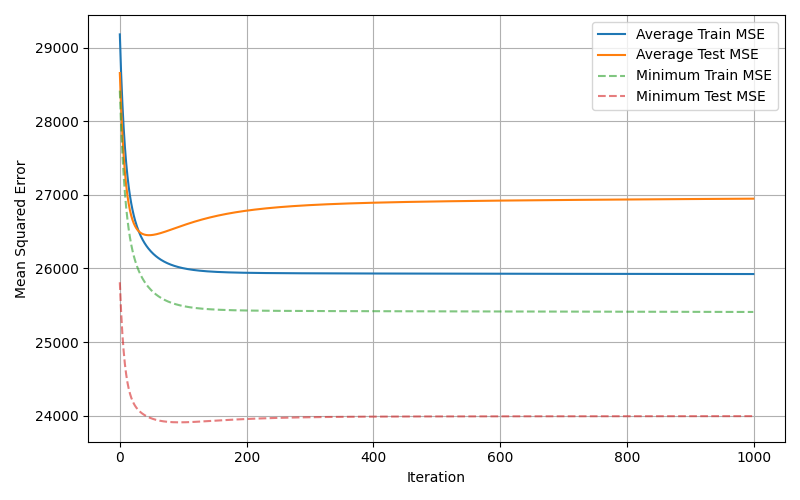 Average Train MSE
Average Test MSE
Minimum Train MSE
Minimum Test MSE
29000
28000
27000
26000
25000
24000
Mean Squared Error
0
200
400
600
800
1000
Iteration